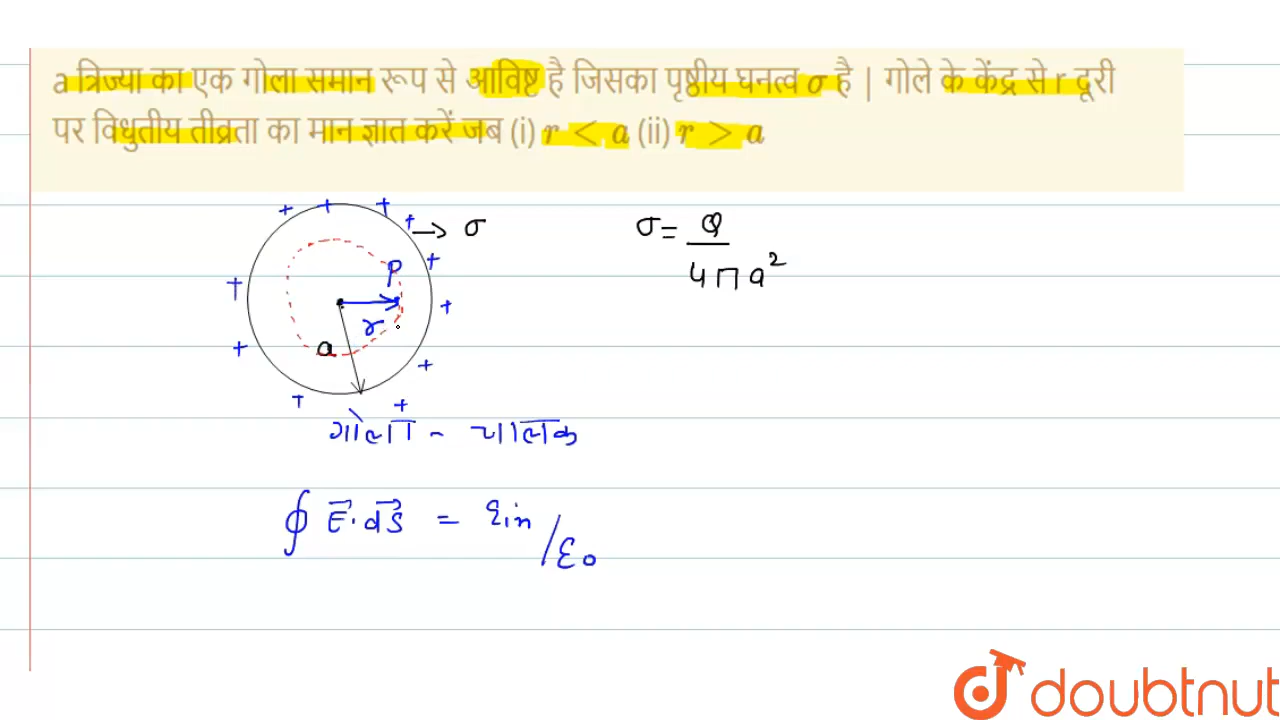 a त्रिज्या का एक गोला समान रूप से आविष्ट है जिसका पृष्ठीय घनत्व σ है | गोले के केंद्र से r दूरी
पर विधुतीय तीव्रता का मान ज्ञात करें जब (i) r < a (ii) r > a
+ + + +
→ σ
σ = Q / 4πa²
+ P + + r
+ a +
+ +
गोला - चालक
∮ E⃗. dS⃗ = qin / ε0
doubtnut